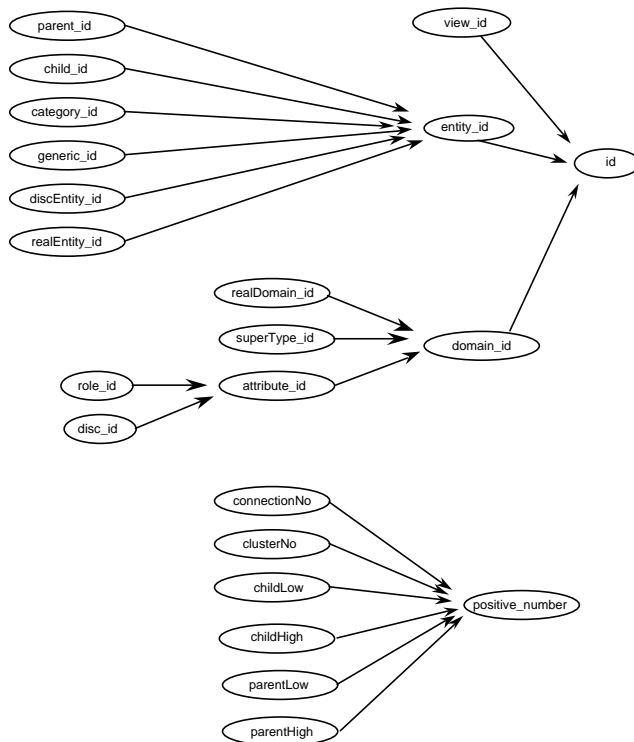 parent_id
view_id
child_id
category_id
entity_id
generic_id
id
discEntity_id
realEntity_id
realDomain_id
superType_id
domain_id
role_id
attribute_id
disc_id
connectionNo
clusterNo
childLow
positive_number
childHigh
parentLow
parentHigh